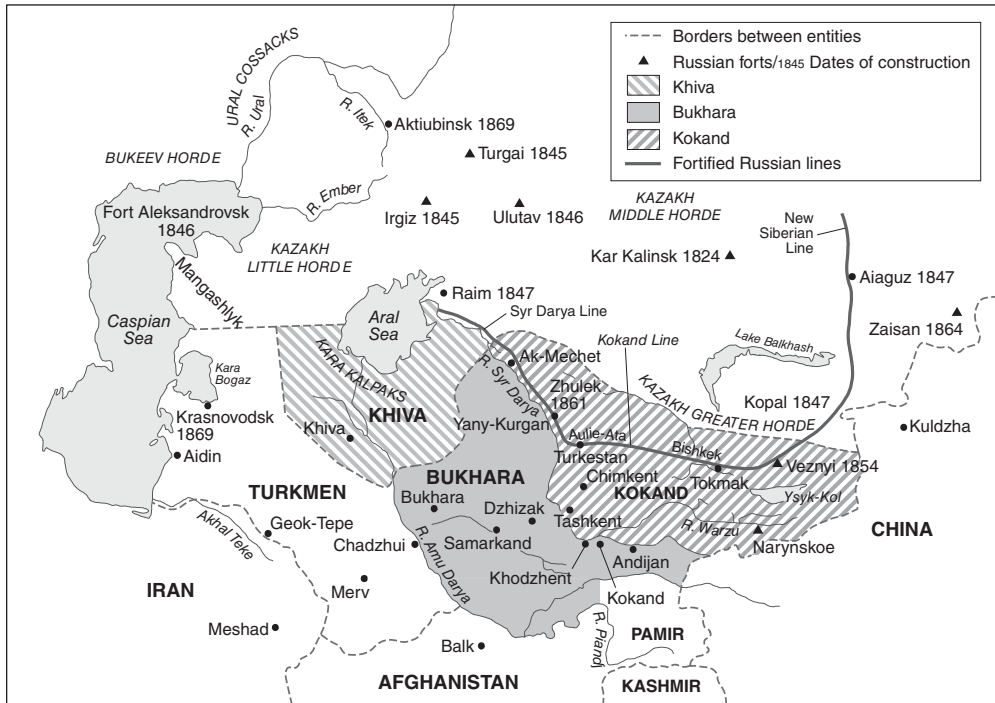 Borders between entities
Russian forts/1845 Dates of construction
Khiva
Bukhara
Kokand
Fortified Russian lines
URAL COSSACKS
R. Ural
R. Itek
Aktiubinsk 1869
Turgai 1845
BUKEEV HORDE
R. Ember
Irgiz 1845
Ulutav 1846
KAZAKH
MIDDLE HORDE
New
Siberian
Line
Fort Aleksandrovsk
1846
KAZAKH
LITTLE HORDE
Kar Kalinsk 1824
Aiaguz 1847
Mangashlyk
Raim 1847
Syr Darya Line
Zaisan 1864
Caspian
Sea
Aral
Sea
Kokand Line
Lake Balkhash
Ak-Mechet
R. Syr Darya
KARA KALPAKS
Kara
Bogaz
Zhulek
1861
KAZAKH GREATER HORDE
Kopal 1847
Krasnovodsk
1869
KHIVA
Khiva
Yany-Kurgan
Aulie-Ata
Kuldzha
Aidin
Turkestan
Bishkek
Veznyi 1854
Tokmak
BUKHARA
Chimkent
KOKAND
Ysyk-Kol
TURKMEN
Bukhara
Dzhizak
Tashkent
R. Warzu
CHINA
Akhal Teke
Geok-Tepe
Chadzhui
R. Amu Darya
Samarkand
Narynskoe
Khodzhent
Andijan
IRAN
Merv
Kokand
Meshad
Balk
R. Piandj
PAMIR
AFGHANISTAN
KASHMIR